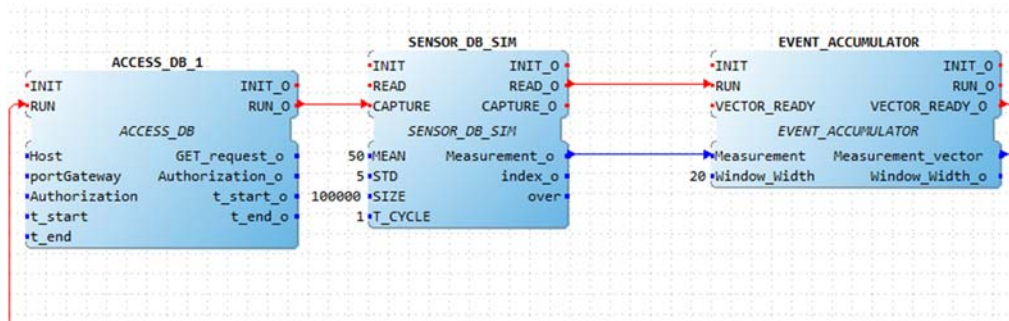 ACCESS_DB_1
INIT INIT_O
RUN RUN_O
ACCESS_DB
Host GET_request_o
portGateway Authorization_o
Authorization t_start_o
t_start t_end_o
t_end
SENSOR_DB_SIM
INIT INIT_O
READ READ_O
CAPTURE CAPTURE_O
SENSOR_DB_SIM
50 MEAN Measurement_o
5 STD index_o
100000 SIZE over
1 T_CYCLE
EVENT_ACCUMULATOR
INIT INIT_O
RUN RUN_O
VECTOR_READY VECTOR_READY_O
EVENT_ACCUMULATOR
Measurement Measurement_vector
20 Window_Width Window_Width_o